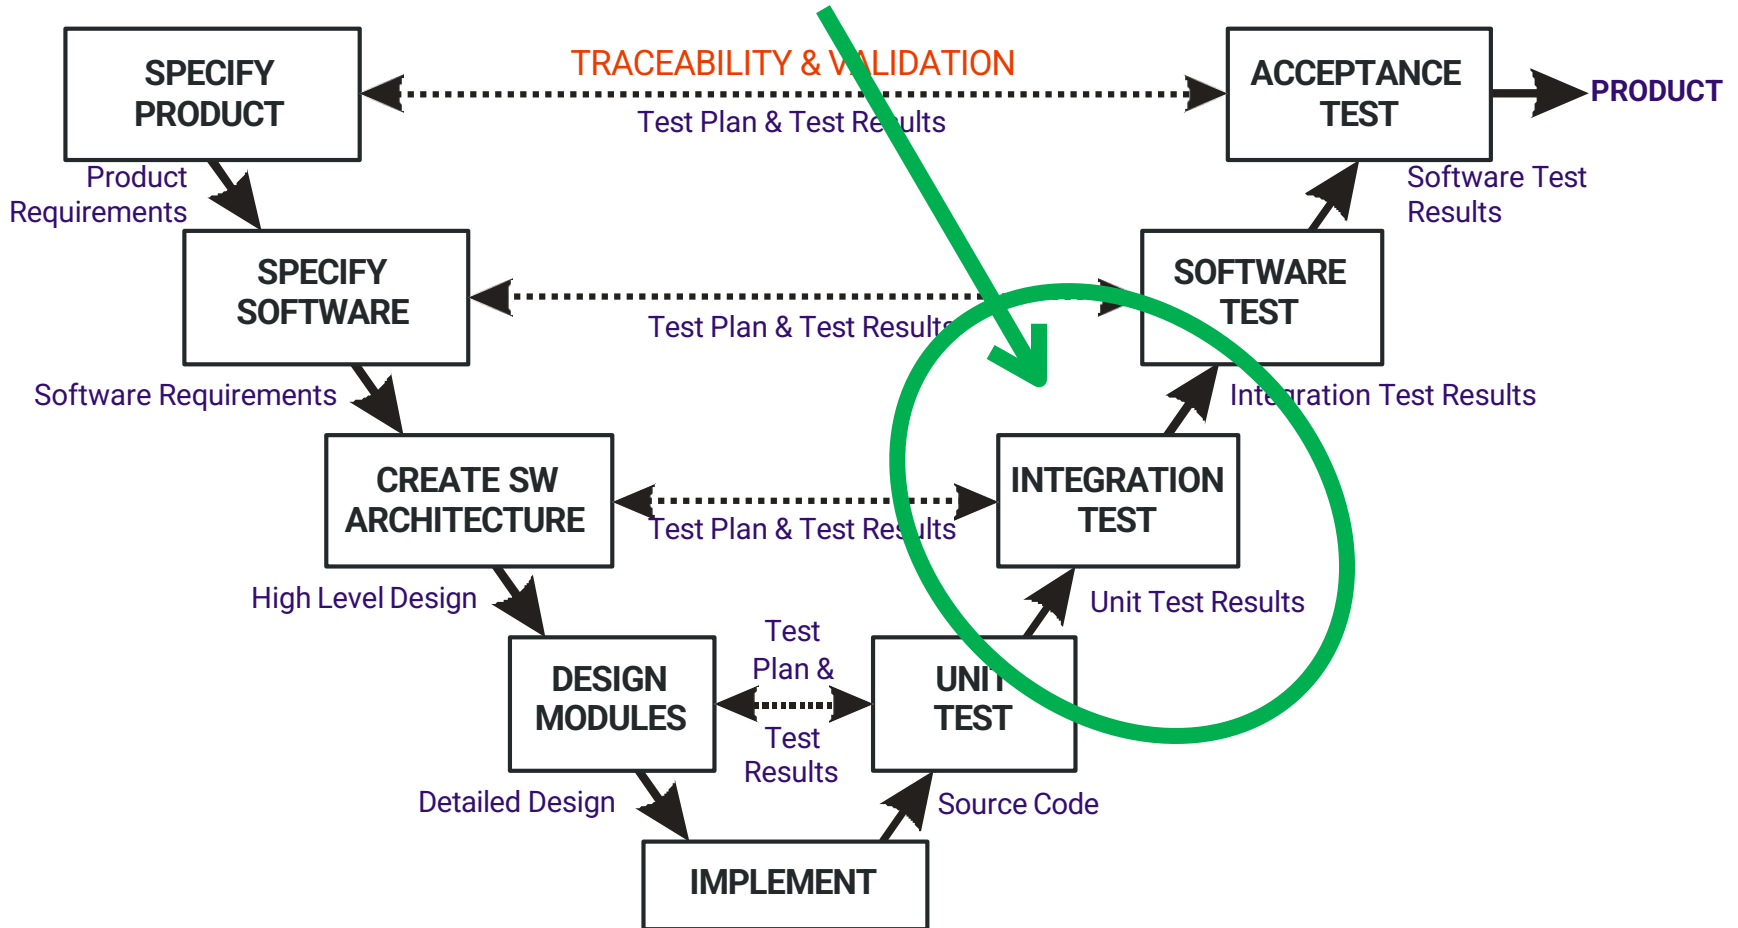 TRACEABILITY & VALIDATION
SPECIFY
PRODUCT
Test Plan & Test Results
ACCEPTANCE
TEST
PRODUCT
Product
Requirements
Software Test
Results
SPECIFY
SOFTWARE
Test Plan & Test Results
SOFTWARE
TEST
Software Requirements
Integration Test Results
CREATE SW
ARCHITECTURE
Test Plan & Test Results
INTEGRATION
TEST
High Level Design
Unit Test Results
DESIGN
MODULES
Test
Plan &
Test
Results
UNIT
TEST
Detailed Design
Source Code
IMPLEMENT